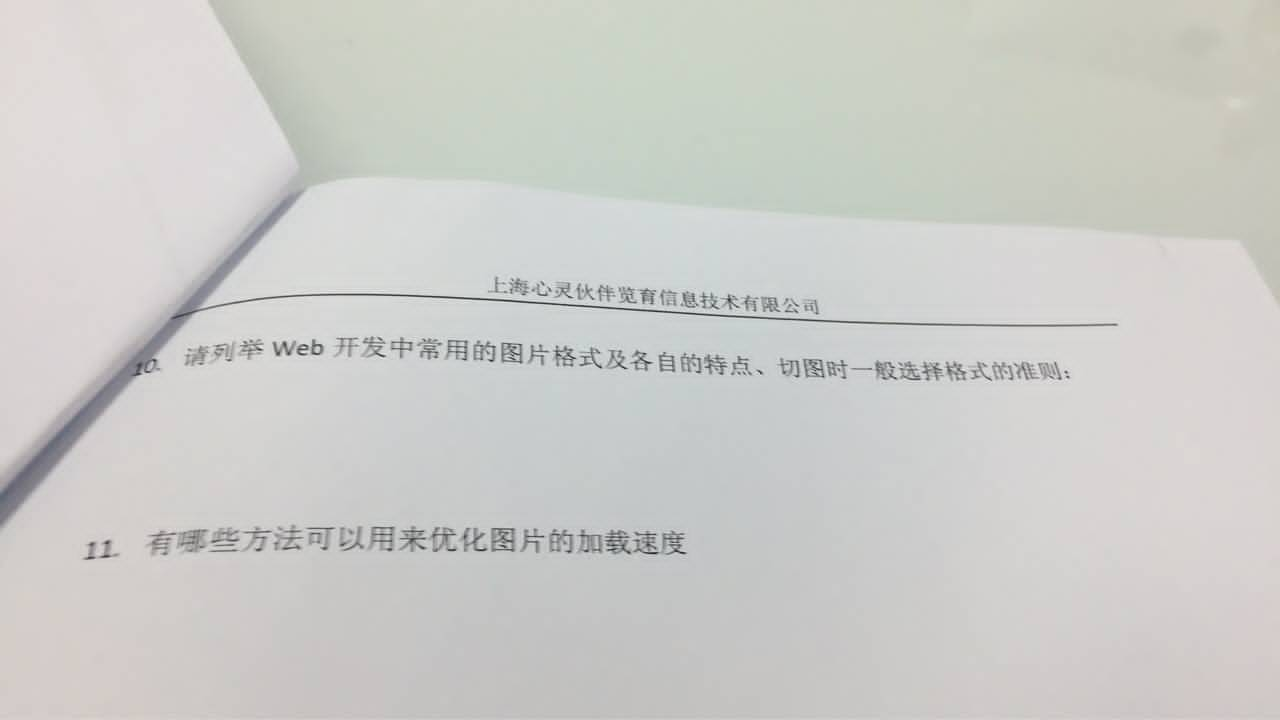 上海心灵伙伴览育信息技术有限公司
10. 请列举 Web 开发中常用的图片格式及各自的特点、切图时一般选择格式的准则：
11. 有哪些方法可以用来优化图片的加载速度